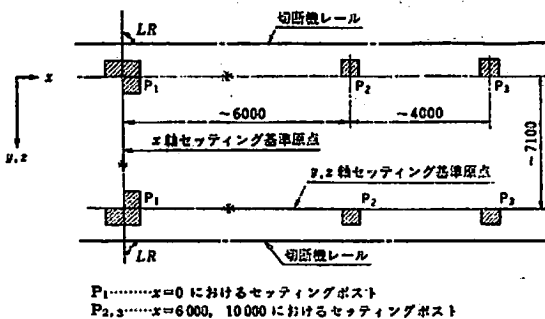 切断機レール
LR
x
P₁
P₂
P₃
~6000
~4000
y,z
x 軸セッティング基準原点
~7100
y,z 軸セッティング基準原点
P₁
P₂
P₃
LR
切断機レール
P₁………x=0 におけるセッティングポスト
P₂,₃……x=6000, 10000 におけるセッティングポスト